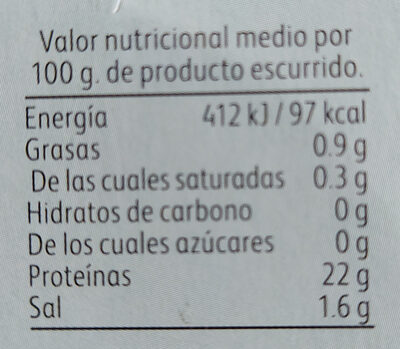 Valor nutricional medio por
100 g. de producto escurrido.
Energía 412 kJ / 97 kcal
Grasas 0.9 g
De las cuales saturadas 0.3 g
Hidratos de carbono 0 g
De los cuales azúcares 0 g
Proteínas 22 g
Sal 1.6 g